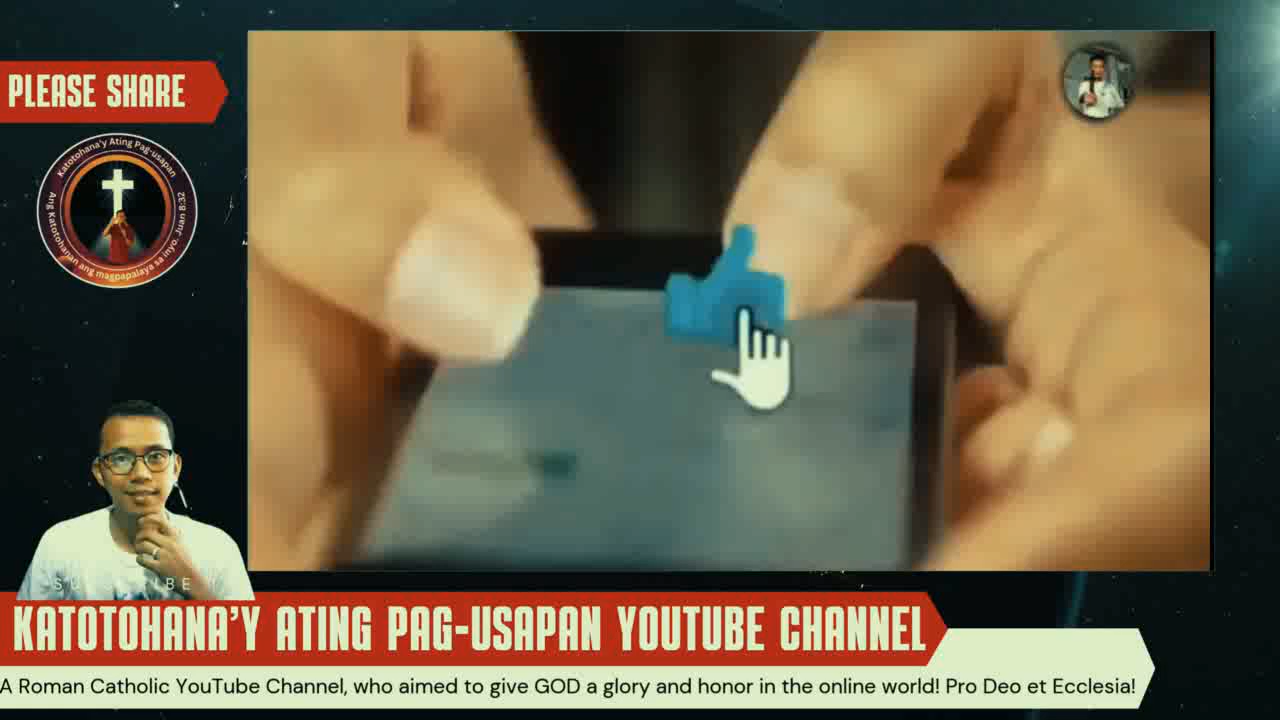 PLEASE SHARE
Katotohana'y Ating Pag-usapan
Ang Katotohanan ang magpapalaya sa inyo. Juan 8:32
KATOTOHANA'Y ATING PAG-USAPAN YOUTUBE CHANNEL
A Roman Catholic YouTube Channel, who aimed to give GOD a glory and honor in the online world! Pro Deo et Ecclesia!